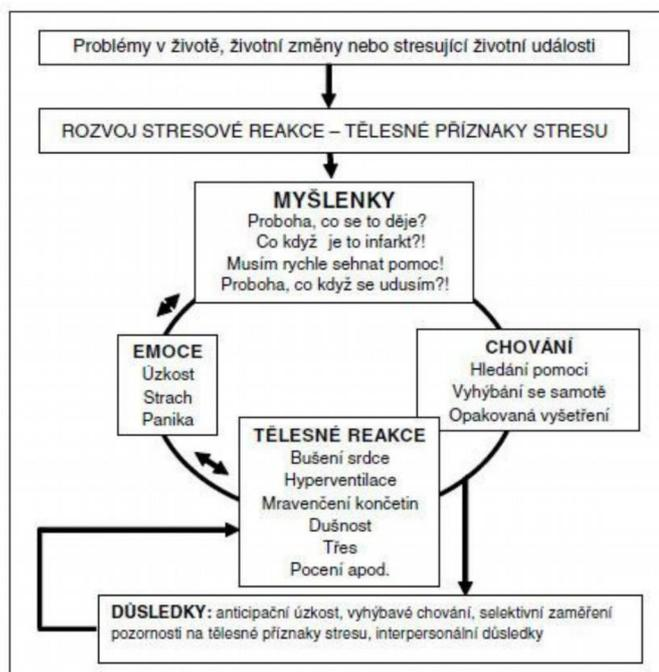 Problémy v životě, životní změny nebo stresující životní události
ROZVOJ STRESOVÉ REAKCE – TĚLESNÉ PŘÍZNAKY STRESU
MYŠLENKY
Proboha, co se to děje?
Co když je to infarkt?!
Musím rychle sehnat pomoc!
Proboha, co když se udusím?!
EMOCE
Úzkost
Strach
Panika
CHOVÁNÍ
Hledání pomoci
Vyhýbání se samotě
Opakovaná vyšetření
TĚLESNÉ REAKCE
Bušení srdce
Hyperventilace
Mravenčení končetin
Dušnost
Třes
Pocení apod.
DŮSLEDKY: anticipační úzkost, vyhýbavé chování, selektivní zaměření
pozornosti na tělesné příznaky stresu, interpersonální důsledky